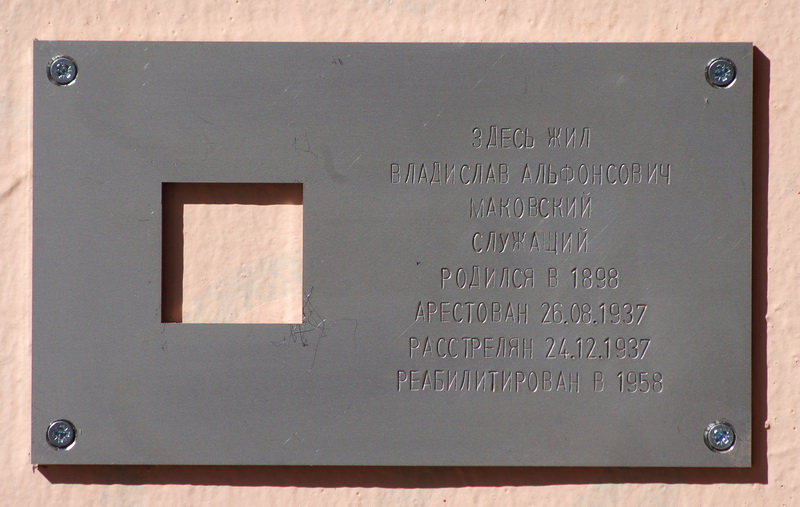 ЗДЕСЬ ЖИЛ
ВЛАДИСЛАВ АЛЬФОНСОВИЧ
МАКОВСКИЙ
СЛУЖАЩИЙ
РОДИЛСЯ В 1898
АРЕСТОВАН 26.08.1937
РАССТРЕЛЯН 24.12.1937
РЕАБИЛИТИРОВАН В 1958